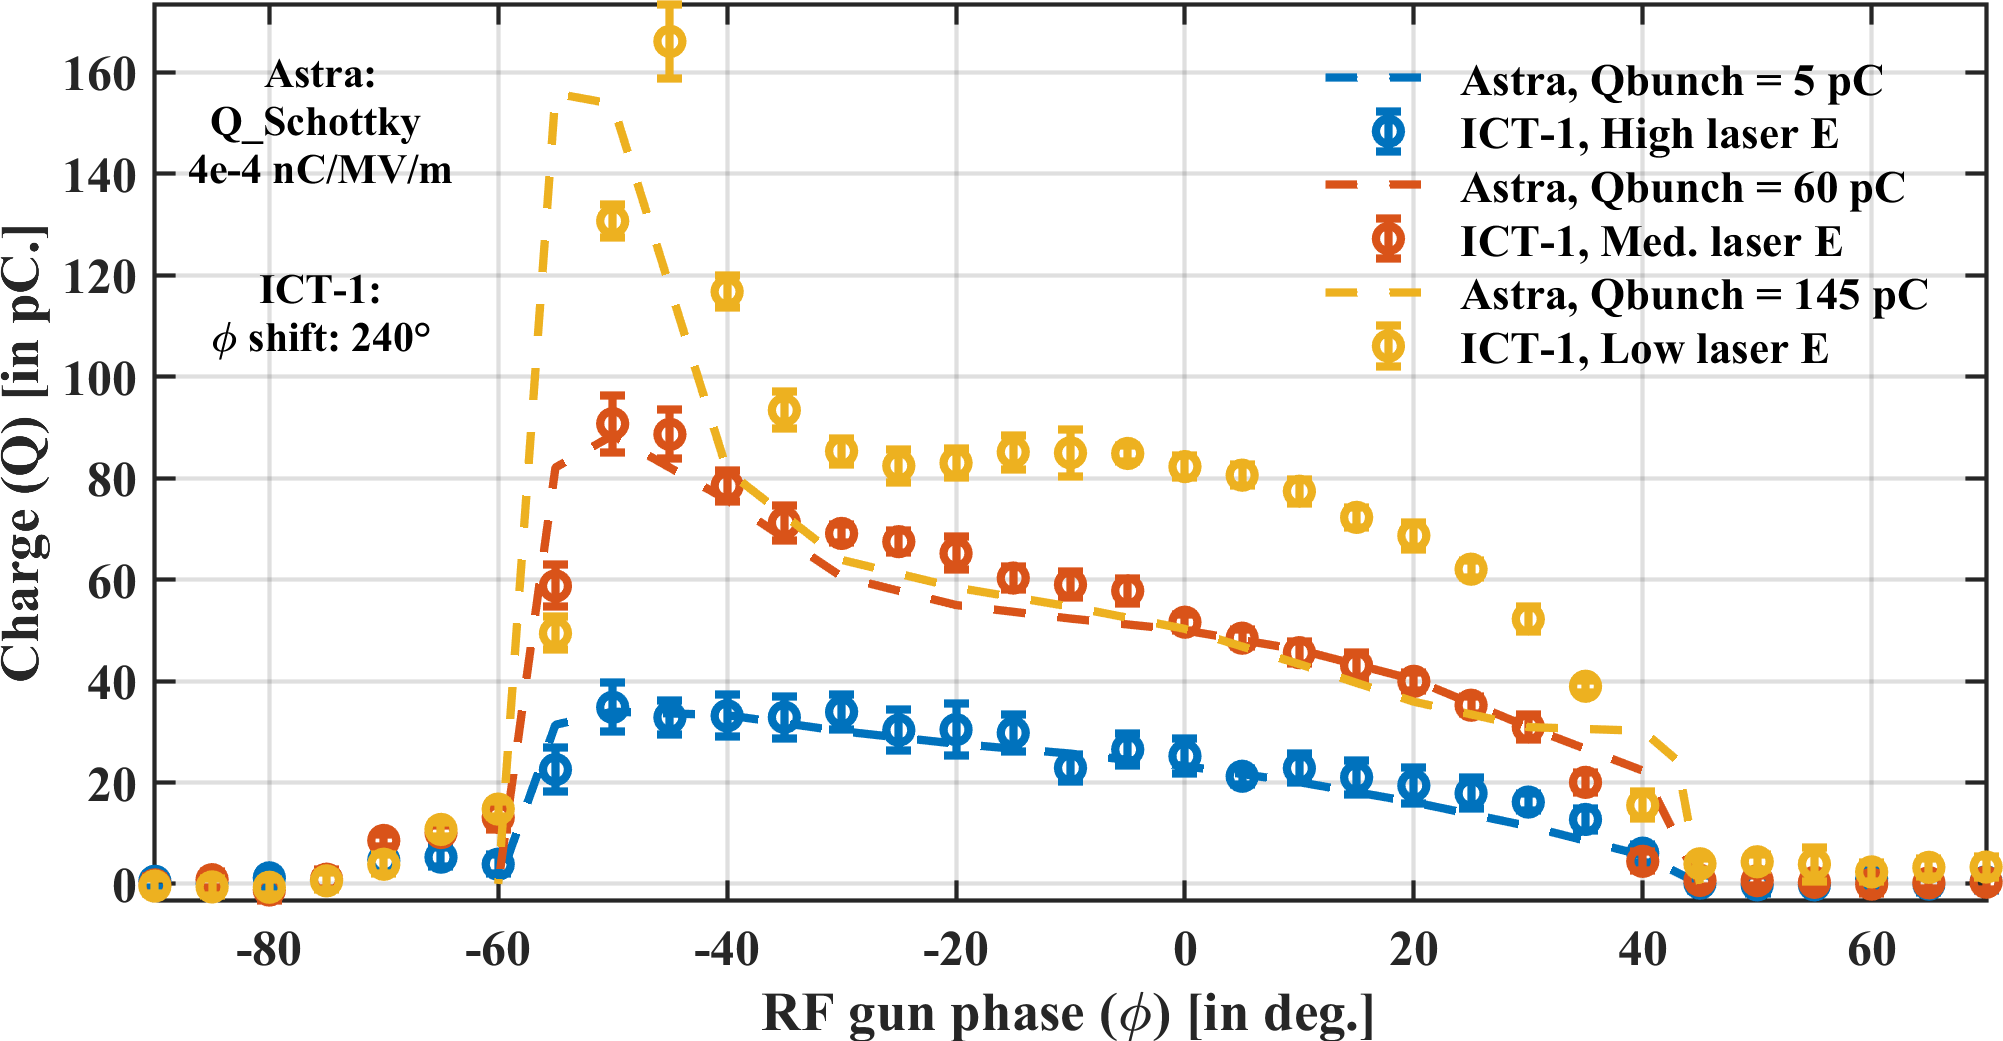 Astra:
Q_Schottky
4e-4 nC/MV/m
ICT-1:
ϕ shift: 240°
Astra, Qbunch = 5 pC
ICT-1, High laser E
Astra, Qbunch = 60 pC
ICT-1, Med. laser E
Astra, Qbunch = 145 pC
ICT-1, Low laser E
Charge (Q) [in pC.]
160
140
120
100
80
60
40
20
0
-80 -60 -40 -20 0 20 40 60
RF gun phase (ϕ) [in deg.]